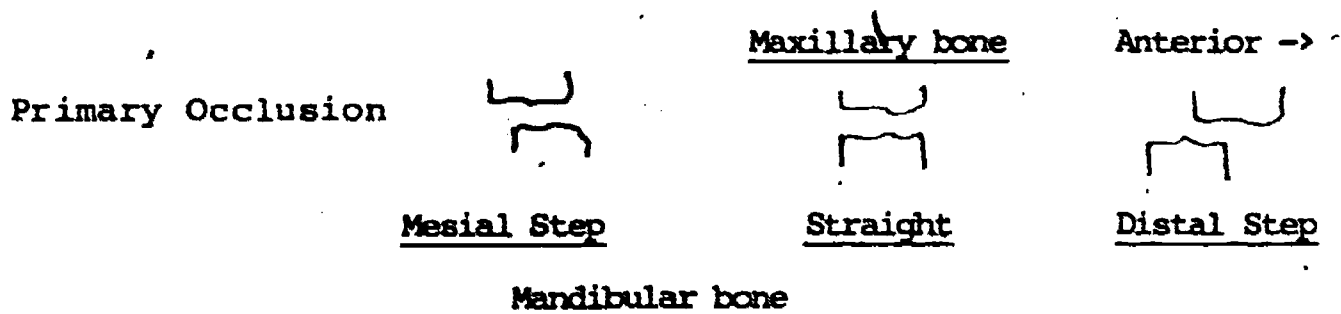 Maxillary bone Anterior ->
Primary Occlusion
Mesial Step Straight Distal Step
Mandibular bone